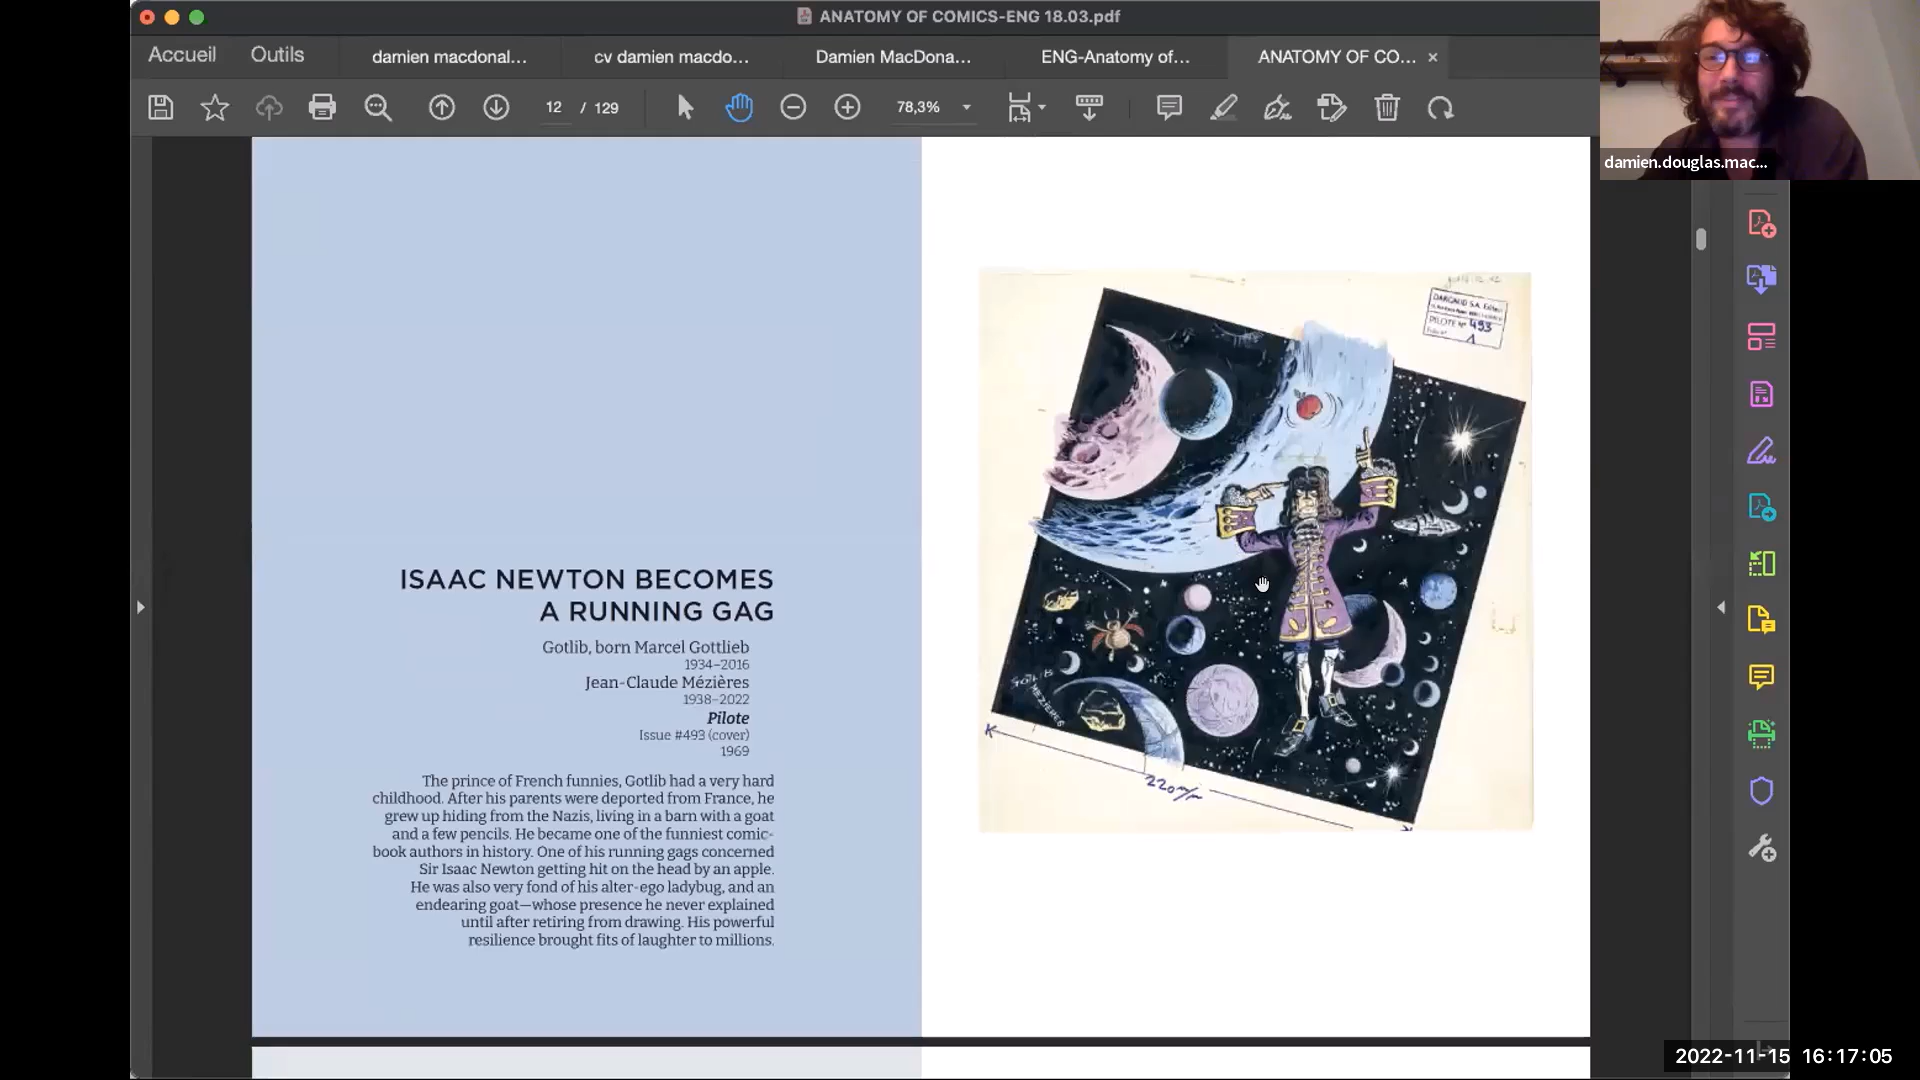 ANATOMY OF COMICS-ENG 18.03.pdf
Accueil
Outils
damien macdonal...
cv damien macdo...
Damien MacDona...
ENG-Anatomy of...
ANATOMY OF CO...
12 / 129
78,3%
damien.douglas.mac...
ISAAC NEWTON BECOMES
A RUNNING GAG
Gotlib, born Marcel Gottlieb
1934–2016
Jean-Claude Mézières
1938–2022
Pilote
Issue #493 (cover)
1969
The prince of French funnies, Gotlib had a very hard
childhood. After his parents were deported from France, he
grew up hiding from the Nazis, living in a barn with a goat
and a few pencils. He became one of the funniest comic-
book authors in history. One of his running gags concerned
Sir Isaac Newton getting hit on the head by an apple.
He was also very fond of his alter-ego ladybug, and an
endearing goat—whose presence he never explained
until after retiring from drawing. His powerful
resilience brought fits of laughter to millions.
DARGAUD S.A. Editeur
PILOTE N° 493
1
GOTLIB
MEZIERES
220 m/m
2022-11-15 16:17:05